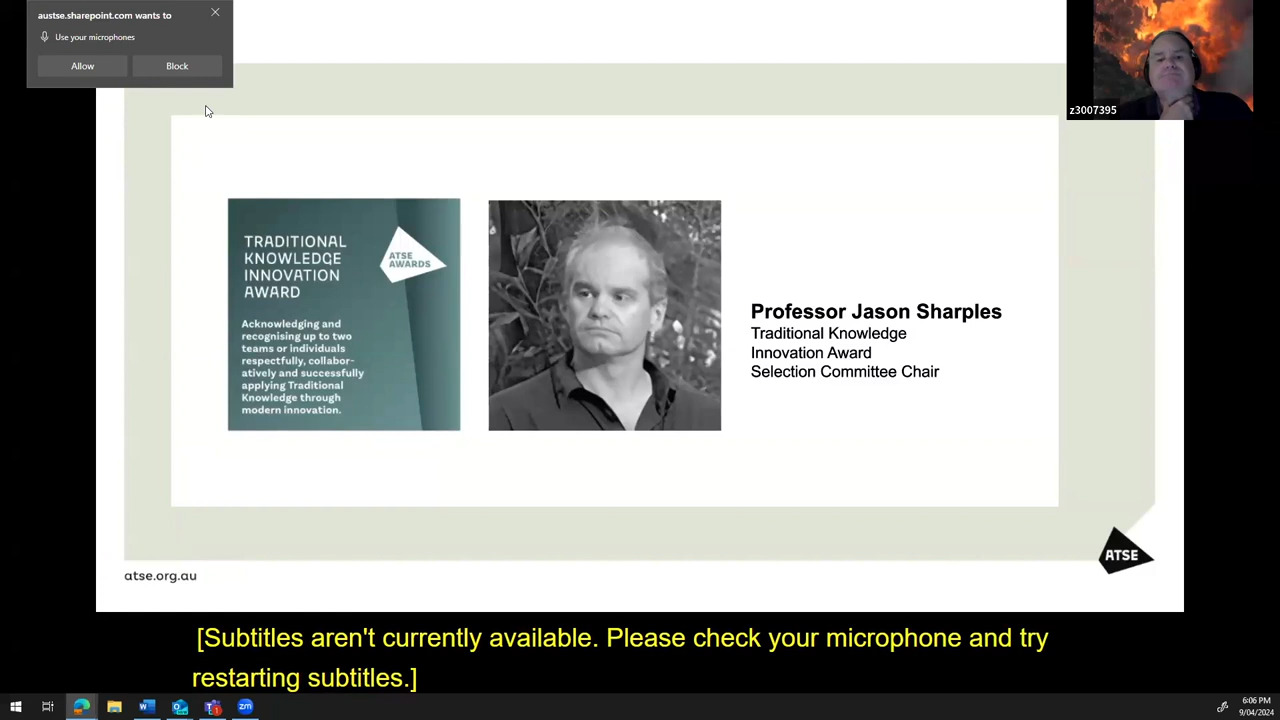 austse.sharepoint.com wants to
Use your microphones
Allow
Block
z3007395
TRADITIONAL
KNOWLEDGE
INNOVATION
AWARD
ATSE
AWARDS
Acknowledging and
recognising up to two
teams or individuals
respectfully, collabor-
atively and successfully
applying Traditional
Knowledge through
modern innovation.
Professor Jason Sharples
Traditional Knowledge
Innovation Award
Selection Committee Chair
ATSE
atse.org.au
[Subtitles aren't currently available. Please check your microphone and try
restarting subtitles.]
zm
6:06 PM
9/04/2024